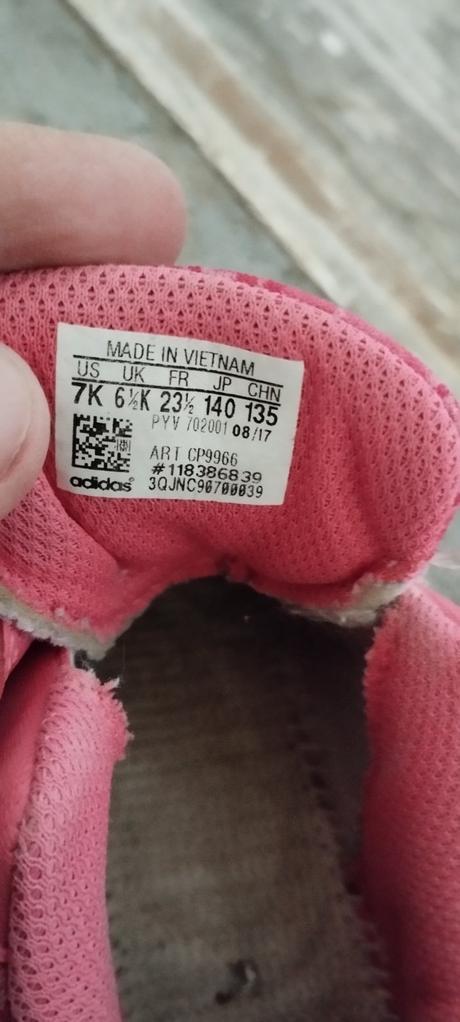 MADE IN VIETNAM
US UK FR JP CHN
7K 6½K 23½ 140 135
PYV 702001 08/17
ART CP9966
#118386839
adidas® 3QJNC90700039